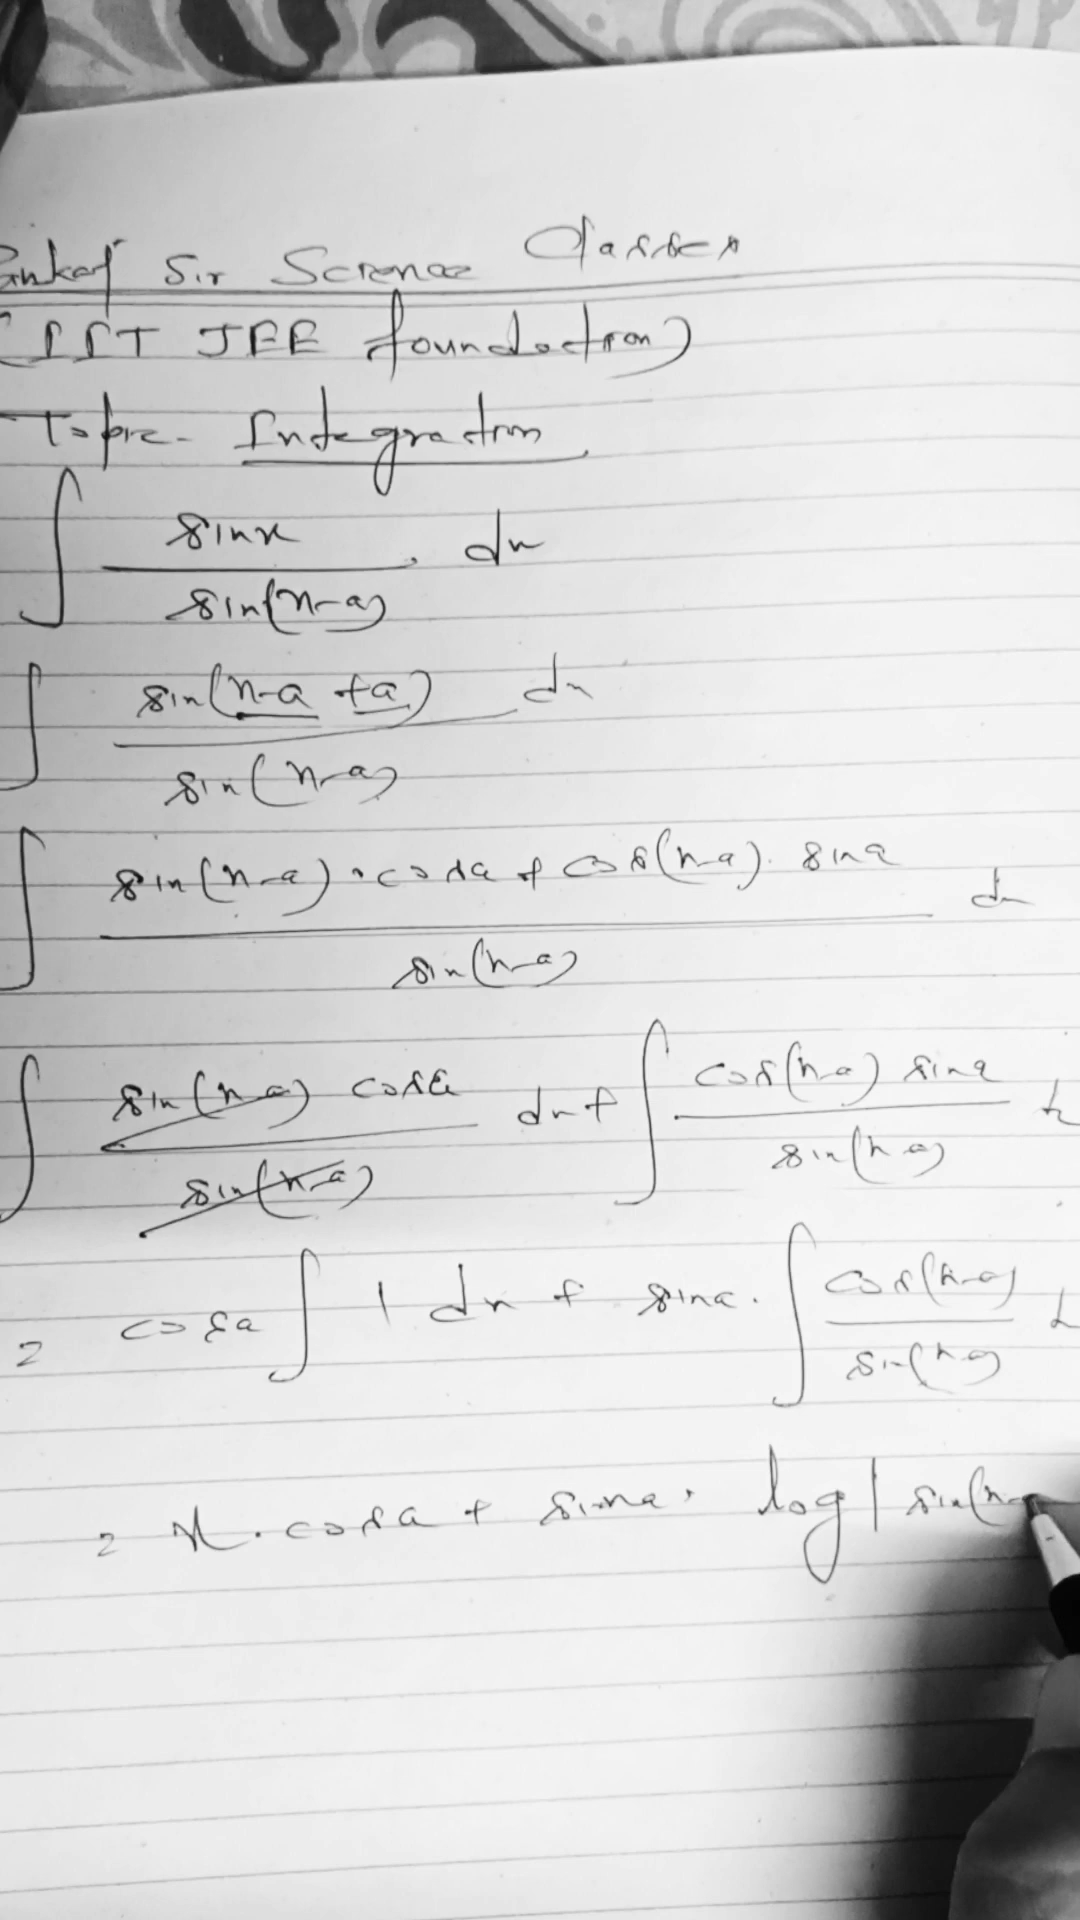 Pankaj Sir Science Classes
(IIT JEE foundation)
Topic - Integration
∫ sinx / sin(x-a) . dx
∫ sin(x-a +a) / sin(x-a) dx
∫ sin(x-a) . cosa + cos(x-a) . sina / sin(x-a) dx
∫ sin(x-a) cosa / sin(x-a) dx + ∫ cos(x-a) sina / sin(x-a)
= cosa ∫ 1 dx + sina . ∫ cos(x-a) / sin(x-a)
= x . cosa + sina . log | sin(x-